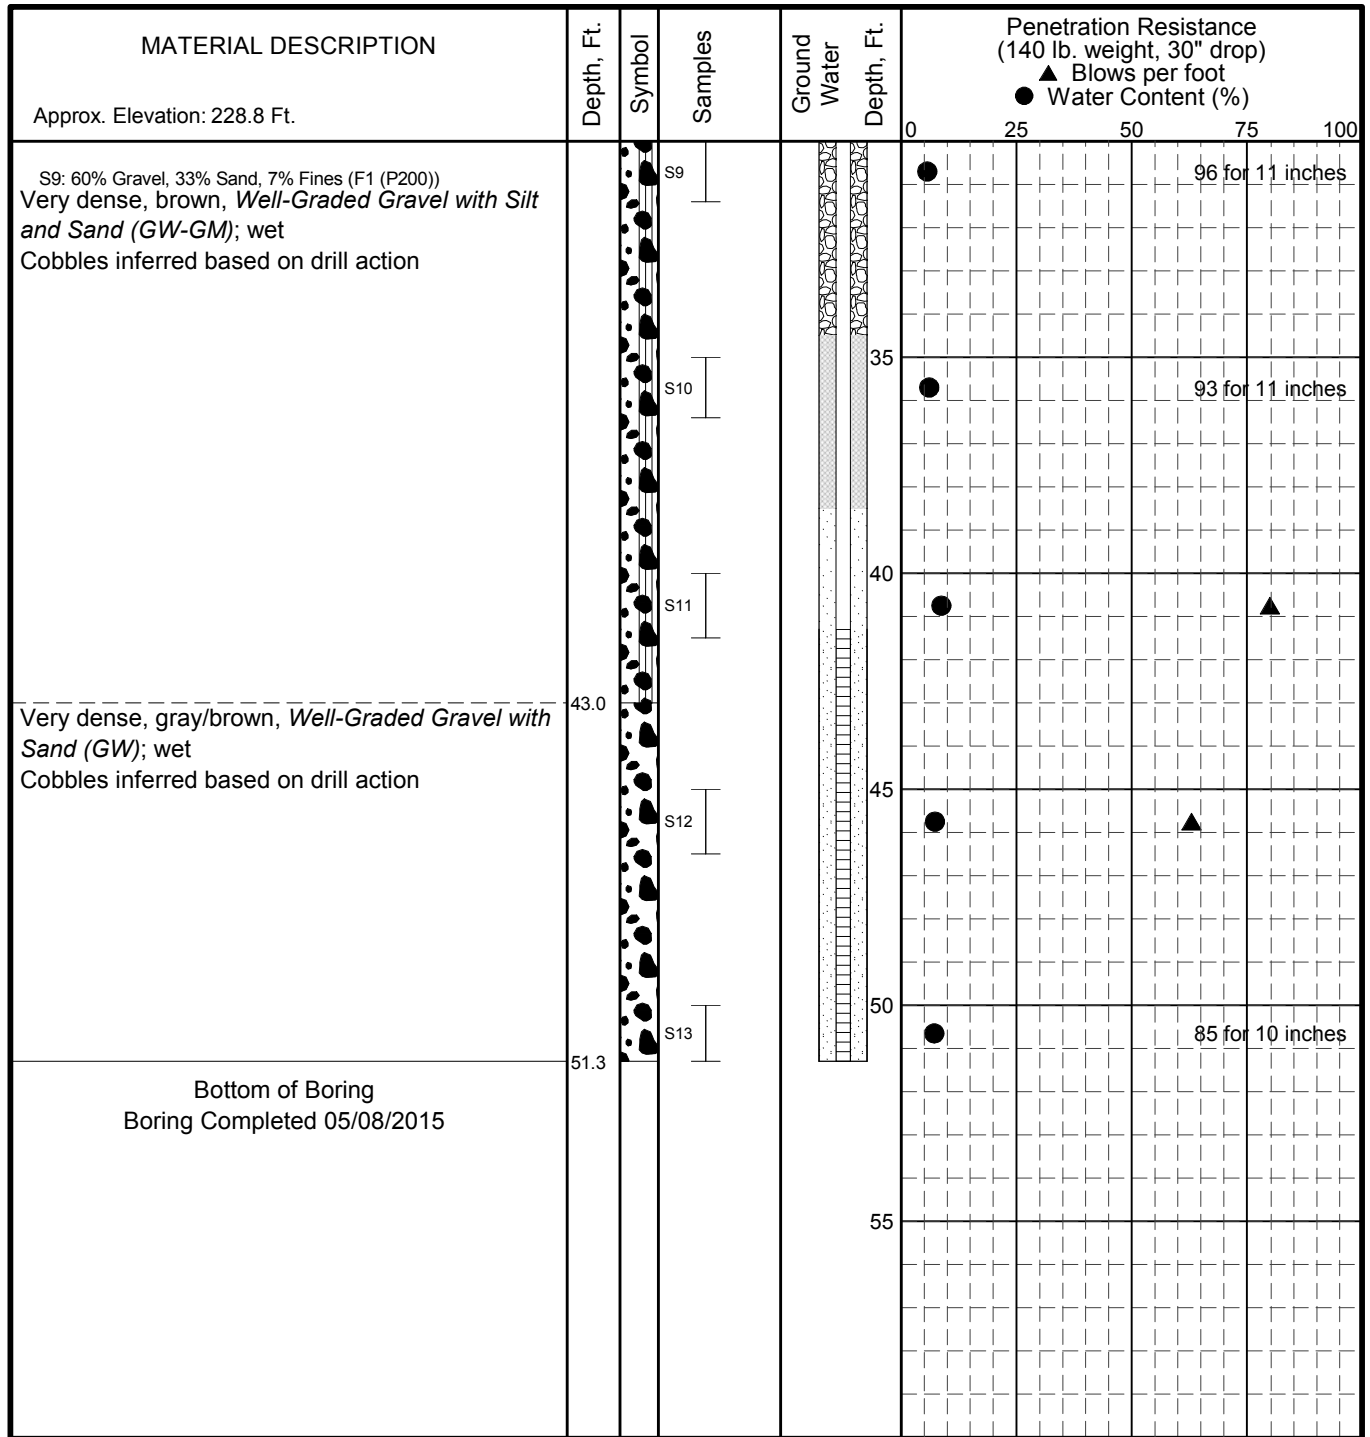 MATERIAL DESCRIPTION
Approx. Elevation: 228.8 Ft.
Depth, Ft.
Symbol
Samples
Ground
Water
Depth, Ft.
Penetration Resistance
(140 lb. weight, 30" drop)
▲ Blows per foot
● Water Content (%)
0 25 50 75 100
S9: 60% Gravel, 33% Sand, 7% Fines (F1 (P200))
Very dense, brown, Well-Graded Gravel with Silt
and Sand (GW-GM); wet
Cobbles inferred based on drill action
S9
96 for 11 inches
35
S10
93 for 11 inches
40
S11
43.0
Very dense, gray/brown, Well-Graded Gravel with
Sand (GW); wet
Cobbles inferred based on drill action
45
S12
50
S13
85 for 10 inches
51.3
Bottom of Boring
Boring Completed 05/08/2015
55